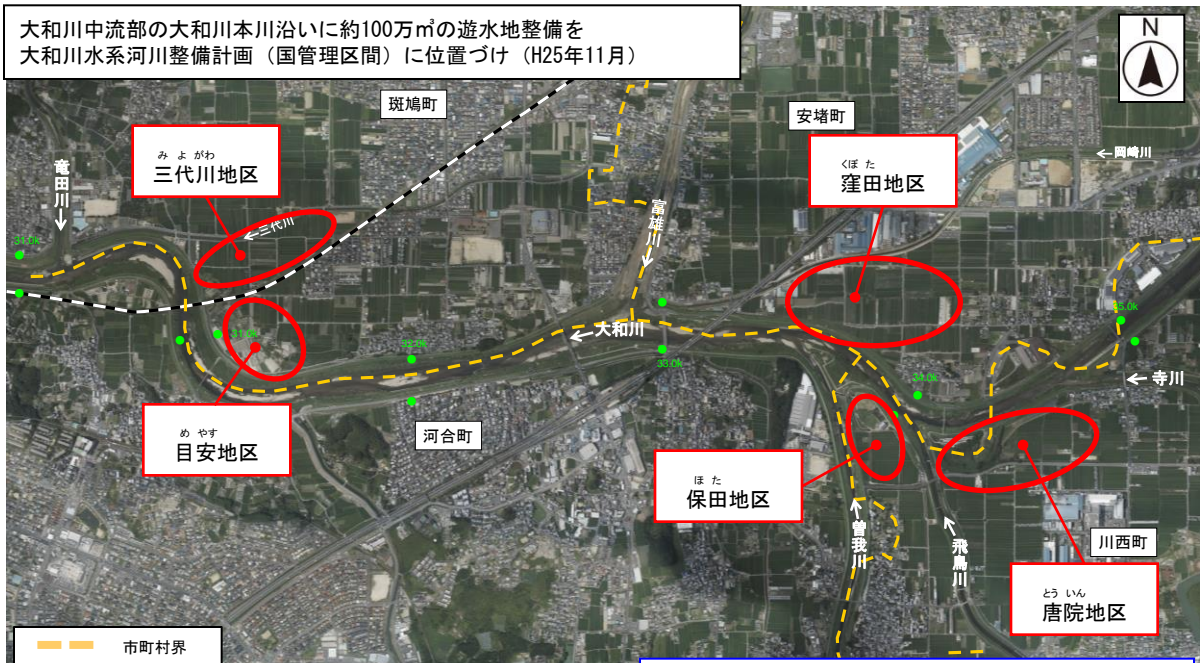 大和川中流部の大和川本川沿いに約100万㎥の遊水地整備を
大和川水系河川整備計画（国管理区間）に位置づけ（H25年11月）
N
斑鳩町
安堵町
←岡崎川
みよがわ
三代川地区
くぼた
窪田地区
竜田川→
富雄川→
←三代川
31.0k
35.0k
←大和川
31.0k
32.0k
33.0k
34.0k
←寺川
めやす
目安地区
河合町
ほた
保田地区
←曽我川
←飛鳥川
川西町
とういん
唐院地区
市町村界